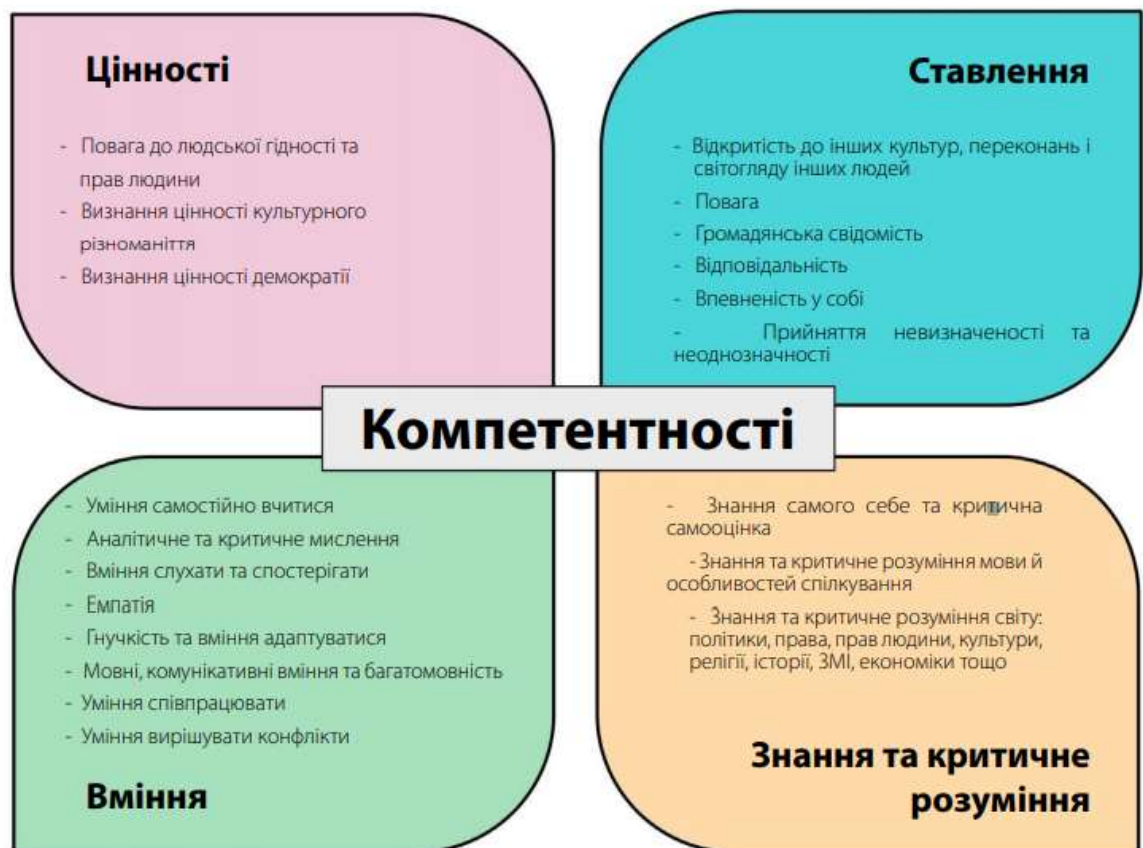 Цінності
- Повага до людської гідності та
прав людини
- Визнання цінності культурного
різноманіття
- Визнання цінності демократії
Ставлення
- Відкритість до інших культур, переконань і
світогляду інших людей
- Повага
- Громадянська свідомість
- Відповідальність
- Впевненість у собі
- Прийняття невизначеності та
неоднозначності
Компетентності
- Уміння самостійно вчитися
- Аналітичне та критичне мислення
- Вміння слухати та спостерігати
- Емпатія
- Гнучкість та вміння адаптуватися
- Мовні, комунікативні вміння та багатомовність
- Уміння співпрацювати
- Уміння вирішувати конфлікти
Вміння
- Знання самого себе та критична
самооцінка
- Знання та критичне розуміння мови й
особливостей спілкування
- Знання та критичне розуміння світу:
політики, права, прав людини, культури,
релігії, історії, ЗМІ, економіки тощо
Знання та критичне
розуміння